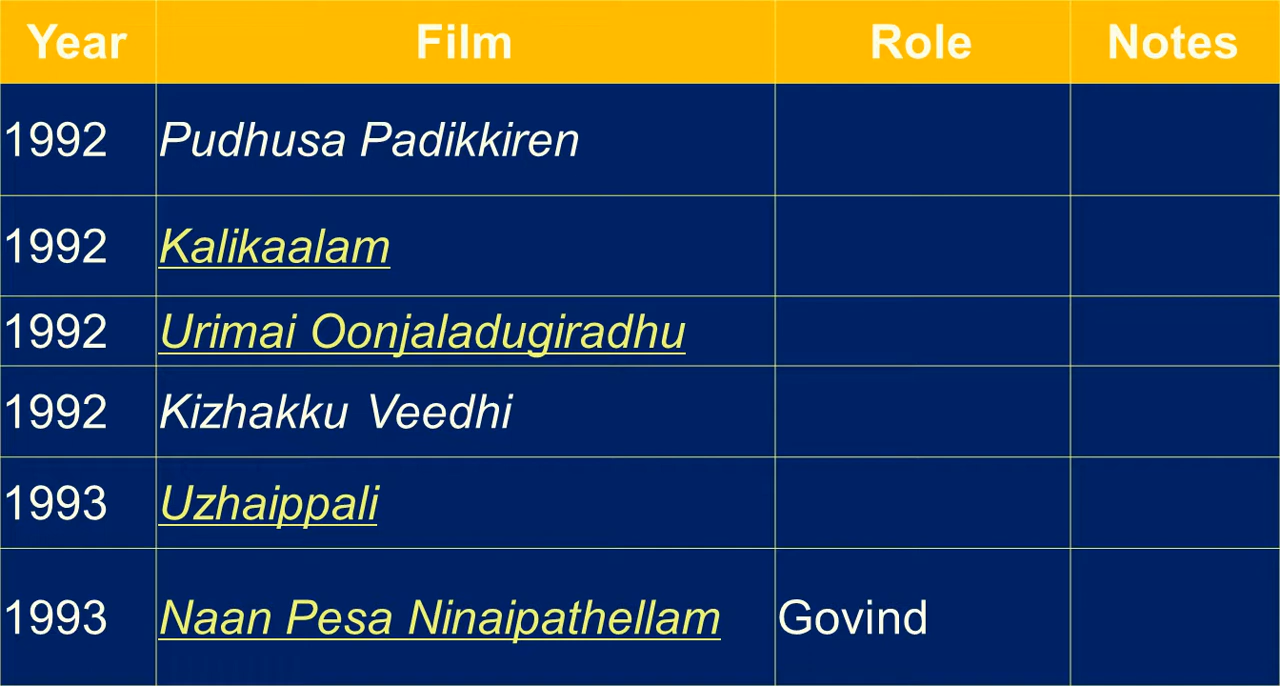 Year Film Role Notes
1992 Pudhusa Padikkiren
1992 Kalikaalam
1992 Urimai Oonjaladugiradhu
1992 Kizhakku Veedhi
1993 Uzhaippali
1993 Naan Pesa Ninaipathellam Govind